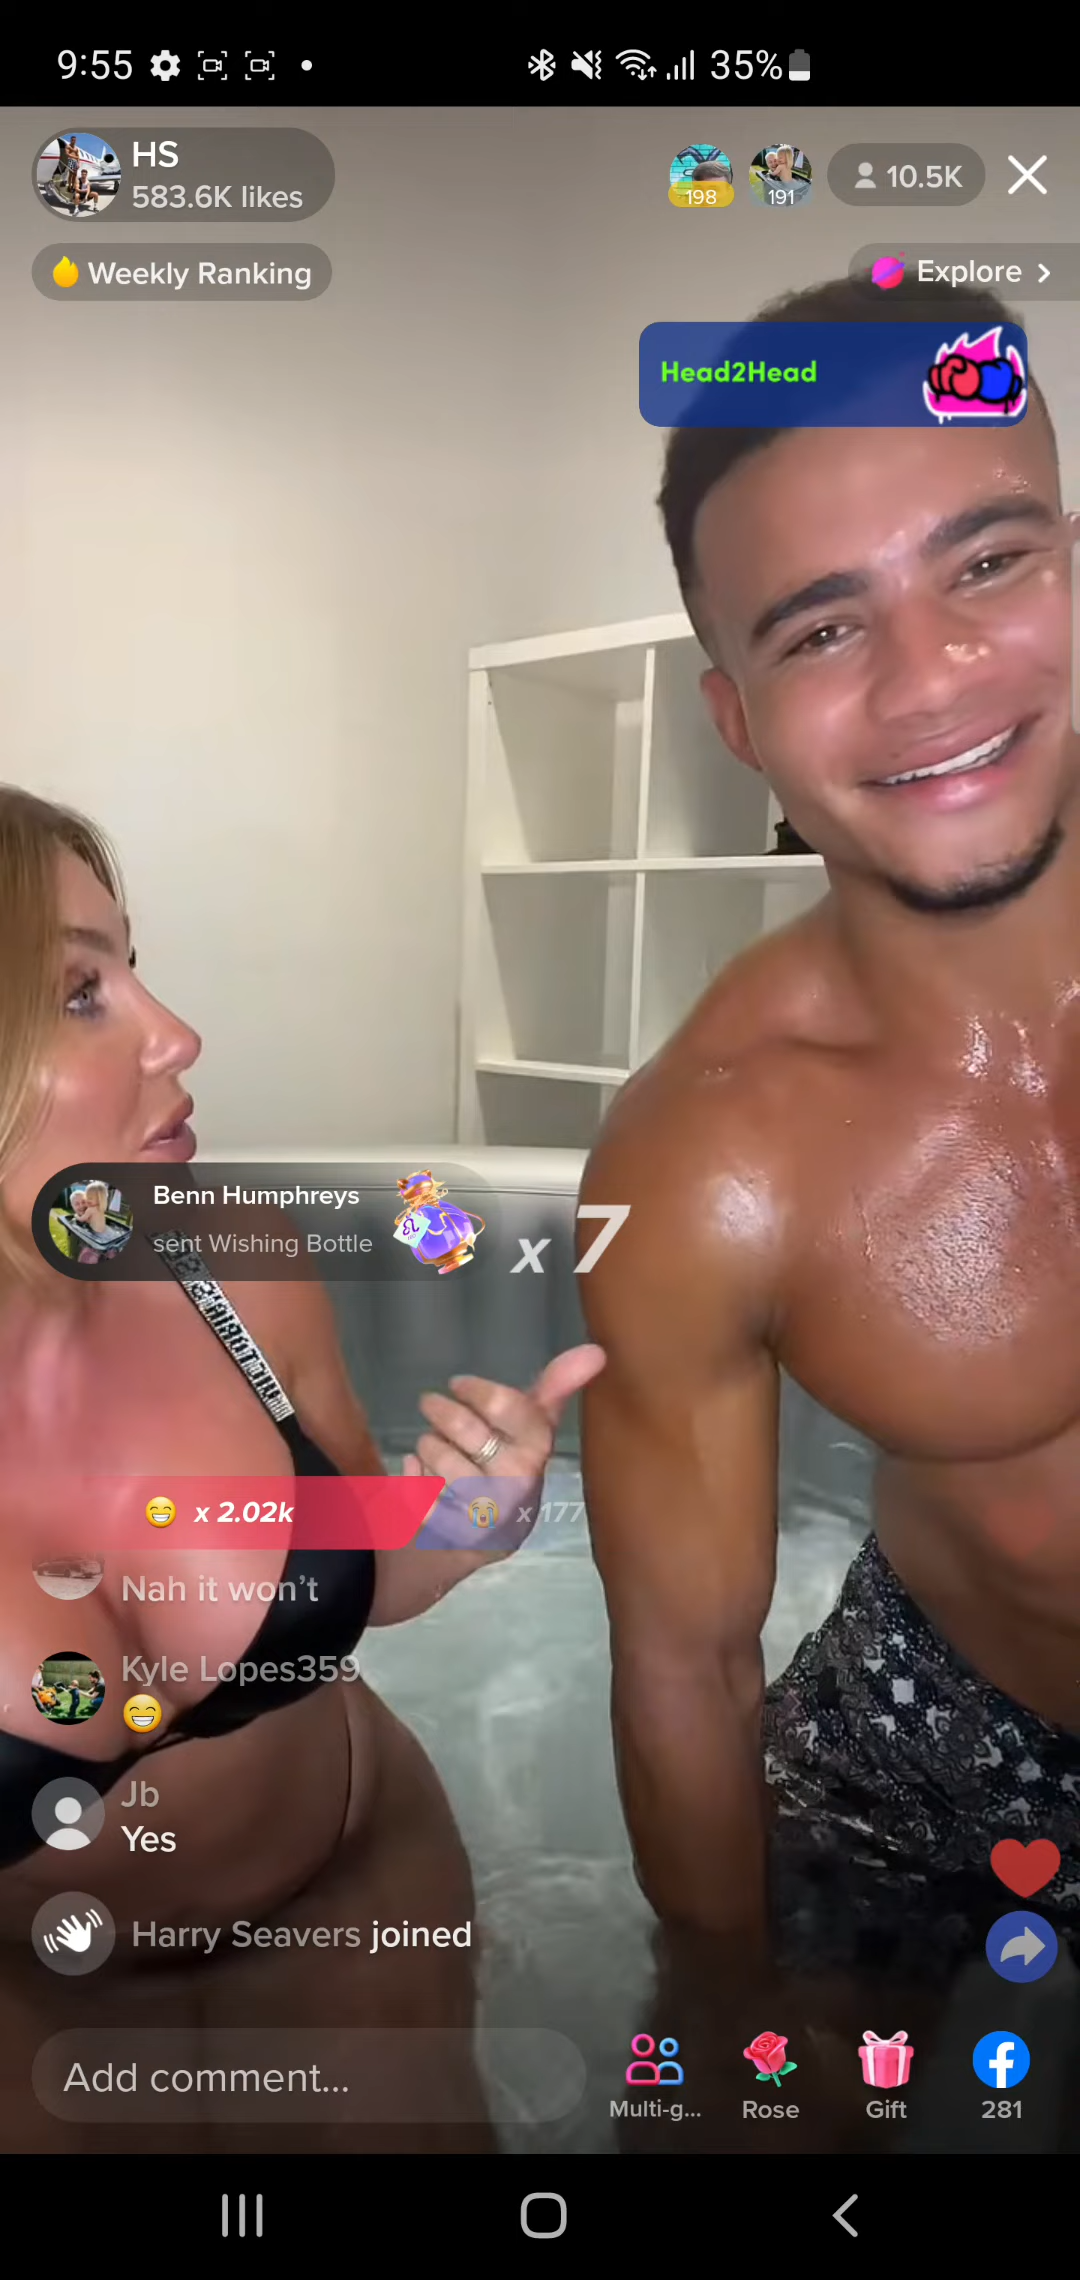 9:55
35%
HS
583.6K likes
198
191
10.5K
Weekly Ranking
Explore
Head2Head
Benn Humphreys
sent Wishing Bottle
x 7
x 2.02k
x 177
Nah it won't
Kyle Lopes359
Jb
Yes
Harry Seavers joined
Add comment...
Multi-g...
Rose
Gift
281